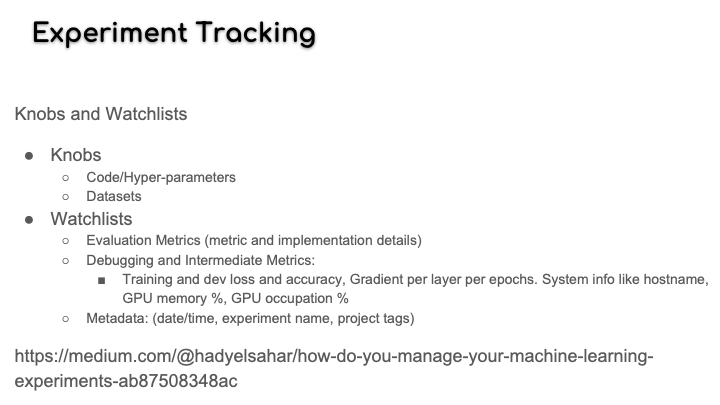 Experiment Tracking
Knobs and Watchlists
● Knobs
○ Code/Hyper-parameters
○ Datasets
● Watchlists
○ Evaluation Metrics (metric and implementation details)
○ Debugging and Intermediate Metrics:
■ Training and dev loss and accuracy, Gradient per layer per epochs. System info like hostname,
GPU memory %, GPU occupation %
○ Metadata: (date/time, experiment name, project tags)
https://medium.com/@hadyelsahar/how-do-you-manage-your-machine-learning-
experiments-ab87508348ac